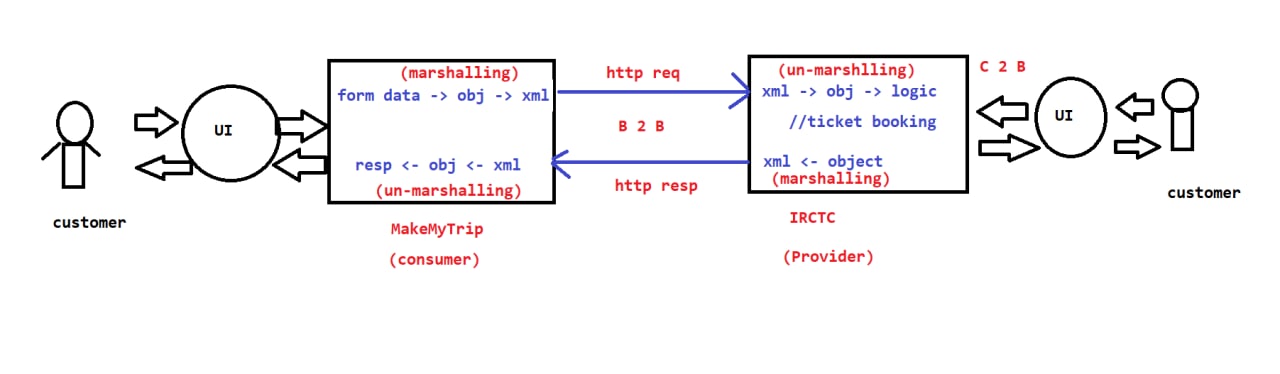 UI
customer
(marshalling)
form data -> obj -> xml
resp <- obj <- xml
(un-marshalling)
MakeMyTrip
(consumer)
http req
B 2 B
http resp
(un-marshlling)
xml -> obj -> logic
//ticket booking
xml <- object
(marshalling)
IRCTC
(Provider)
C 2 B
UI
customer